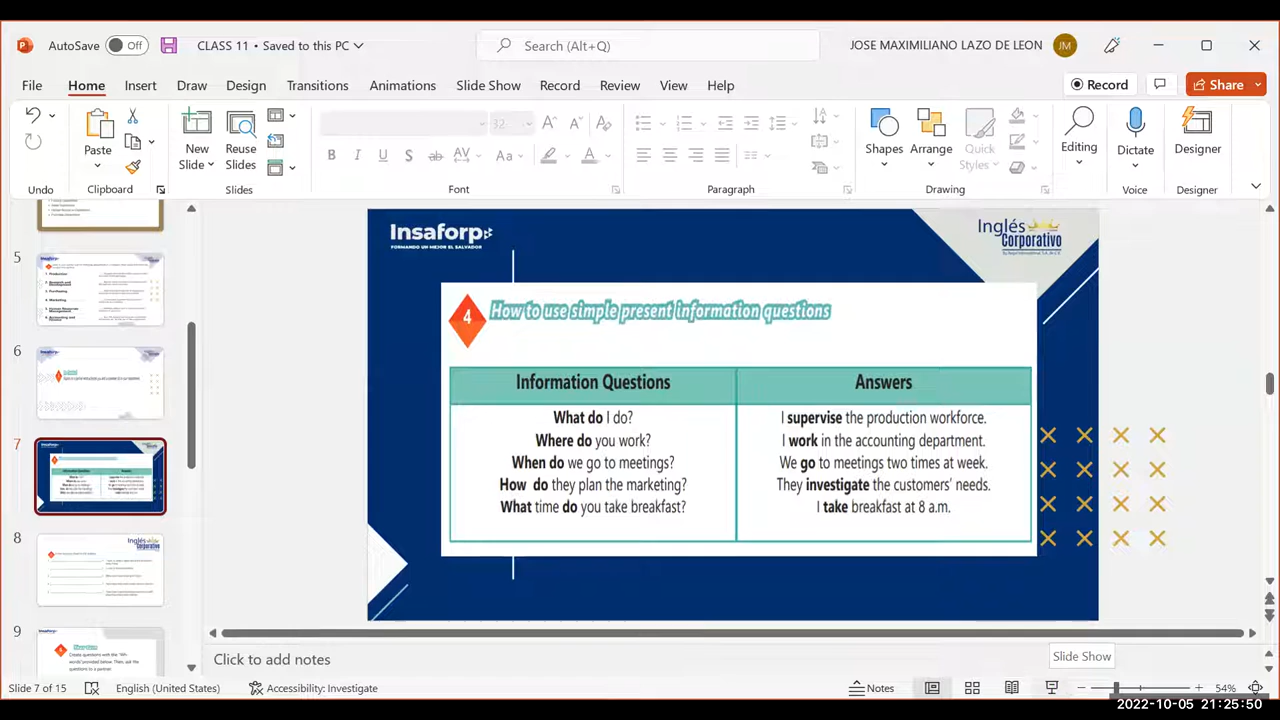 AutoSave Off CLASS 11 • Saved to this PC Search (Alt+Q) JOSE MAXIMILIANO LAZO DE LEON JM
File Home Insert Draw Design Transitions Animations Slide Show Record Review View Help Record Share
Paste New Slide Reuse Slides Shapes Arrange Quick Styles Editing Dictate Designer
Undo Clipboard Slides Font Paragraph Drawing Voice Designer
Insaforp
FORMANDO UN MEJOR EL SALVADOR
Inglés
Corporativo
4 How to use simple present information questions
Information Questions Answers
What do I do? I supervise the production workforce.
Where do you work? I work in the accounting department.
When do we go to meetings? We go to meetings two times at week.
How do they plan the marketing? They investigate the customers' needs.
What time do you take breakfast? I take breakfast at 8 a.m.
5
6
7
8
9
Click to add notes
Slide Show
Slide 7 of 15 English (United States) Accessibility: Investigate Notes 54%
2022-10-05 21:25:50